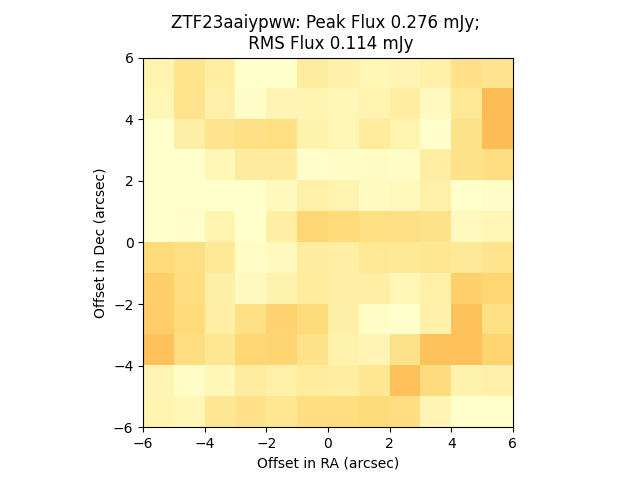 ZTF23aaiypww: Peak Flux 0.276 mJy;
RMS Flux 0.114 mJy
6
4
2
0
−2
−4
−6
Offset in Dec (arcsec)
−6 −4 −2 0 2 4 6
Offset in RA (arcsec)